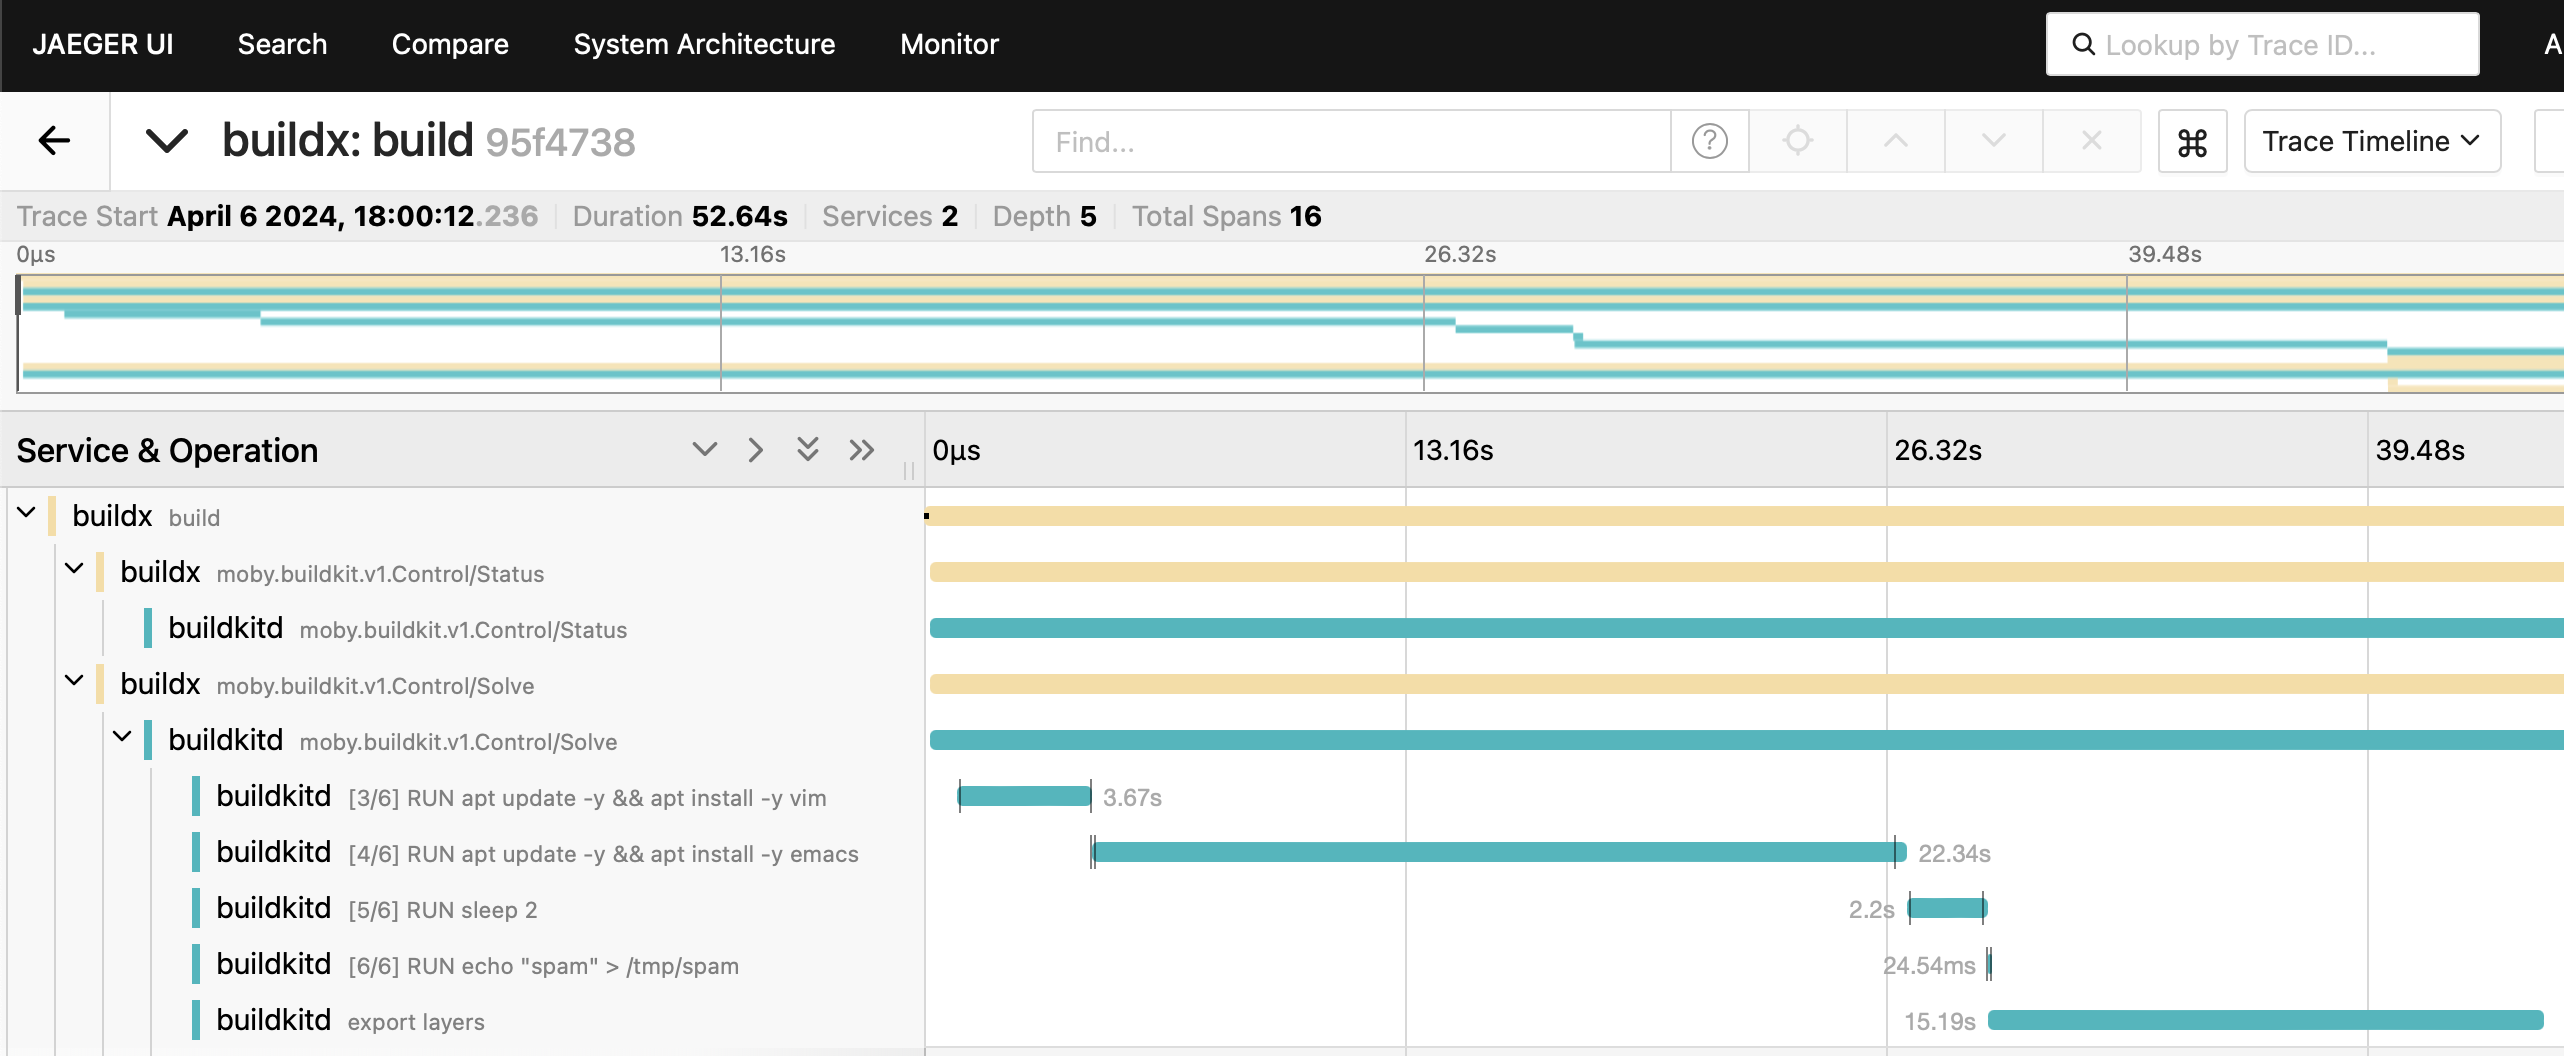 JAEGER UI Search Compare System Architecture Monitor Lookup by Trace ID... A
buildx: build 95f4738 Find... Trace Timeline
Trace Start April 6 2024, 18:00:12.236 Duration 52.64s Services 2 Depth 5 Total Spans 16
0μs 13.16s 26.32s 39.48s
Service & Operation 0μs 13.16s 26.32s 39.48s
buildx build
buildx moby.buildkit.v1.Control/Status
buildkitd moby.buildkit.v1.Control/Status
buildx moby.buildkit.v1.Control/Solve
buildkitd moby.buildkit.v1.Control/Solve
buildkitd [3/6] RUN apt update -y && apt install -y vim 3.67s
buildkitd [4/6] RUN apt update -y && apt install -y emacs 22.34s
buildkitd [5/6] RUN sleep 2 2.2s
buildkitd [6/6] RUN echo "spam" > /tmp/spam 24.54ms
buildkitd export layers 15.19s